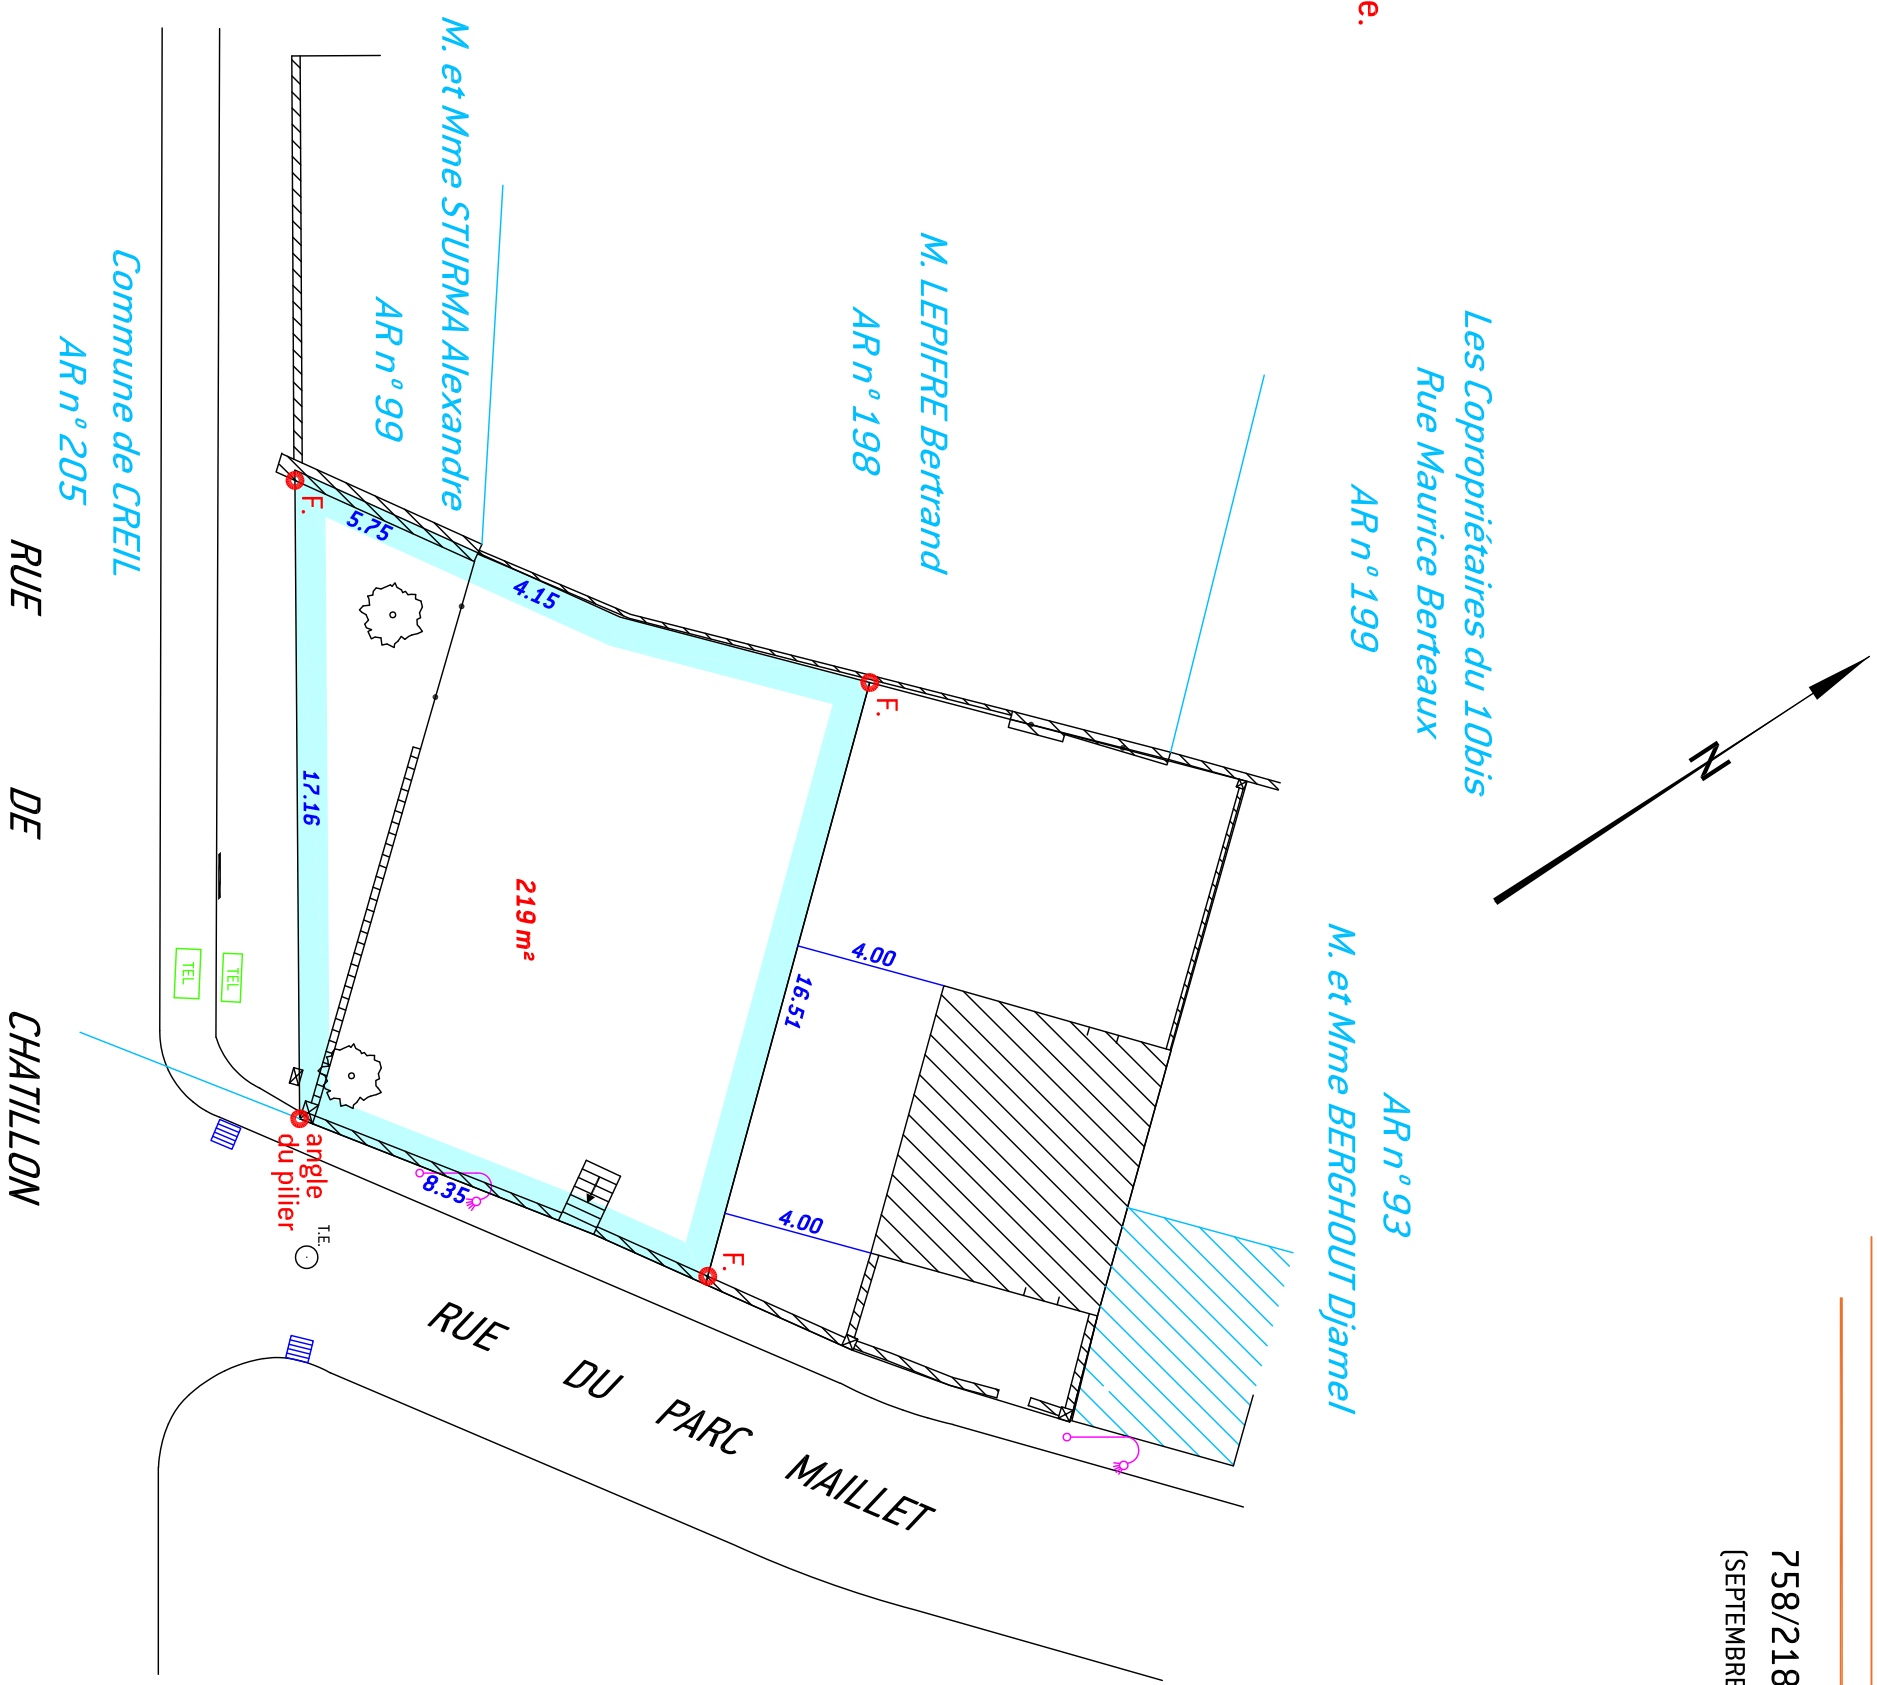 e.
M. et Mme STURMA Alexandre
AR n° 99
M. LEPIFRE Bertrand
AR n° 198
Les Copropriétaires du 10bis
Rue Maurice Berteaux
AR n° 199
Commune de CREIL
AR n° 205
N
M. et Mme BERGHOUT Djamel
AR n° 93
F.
5.75
4.15
F.
17.16
219 m²
4.00
16.51
4.00
F.
8.35
angle
du pilier
T.E.
TEL
TEL
RUE DE CHATILLON
RUE DU PARC MAILLET
758/218
(SEPTEMBRE